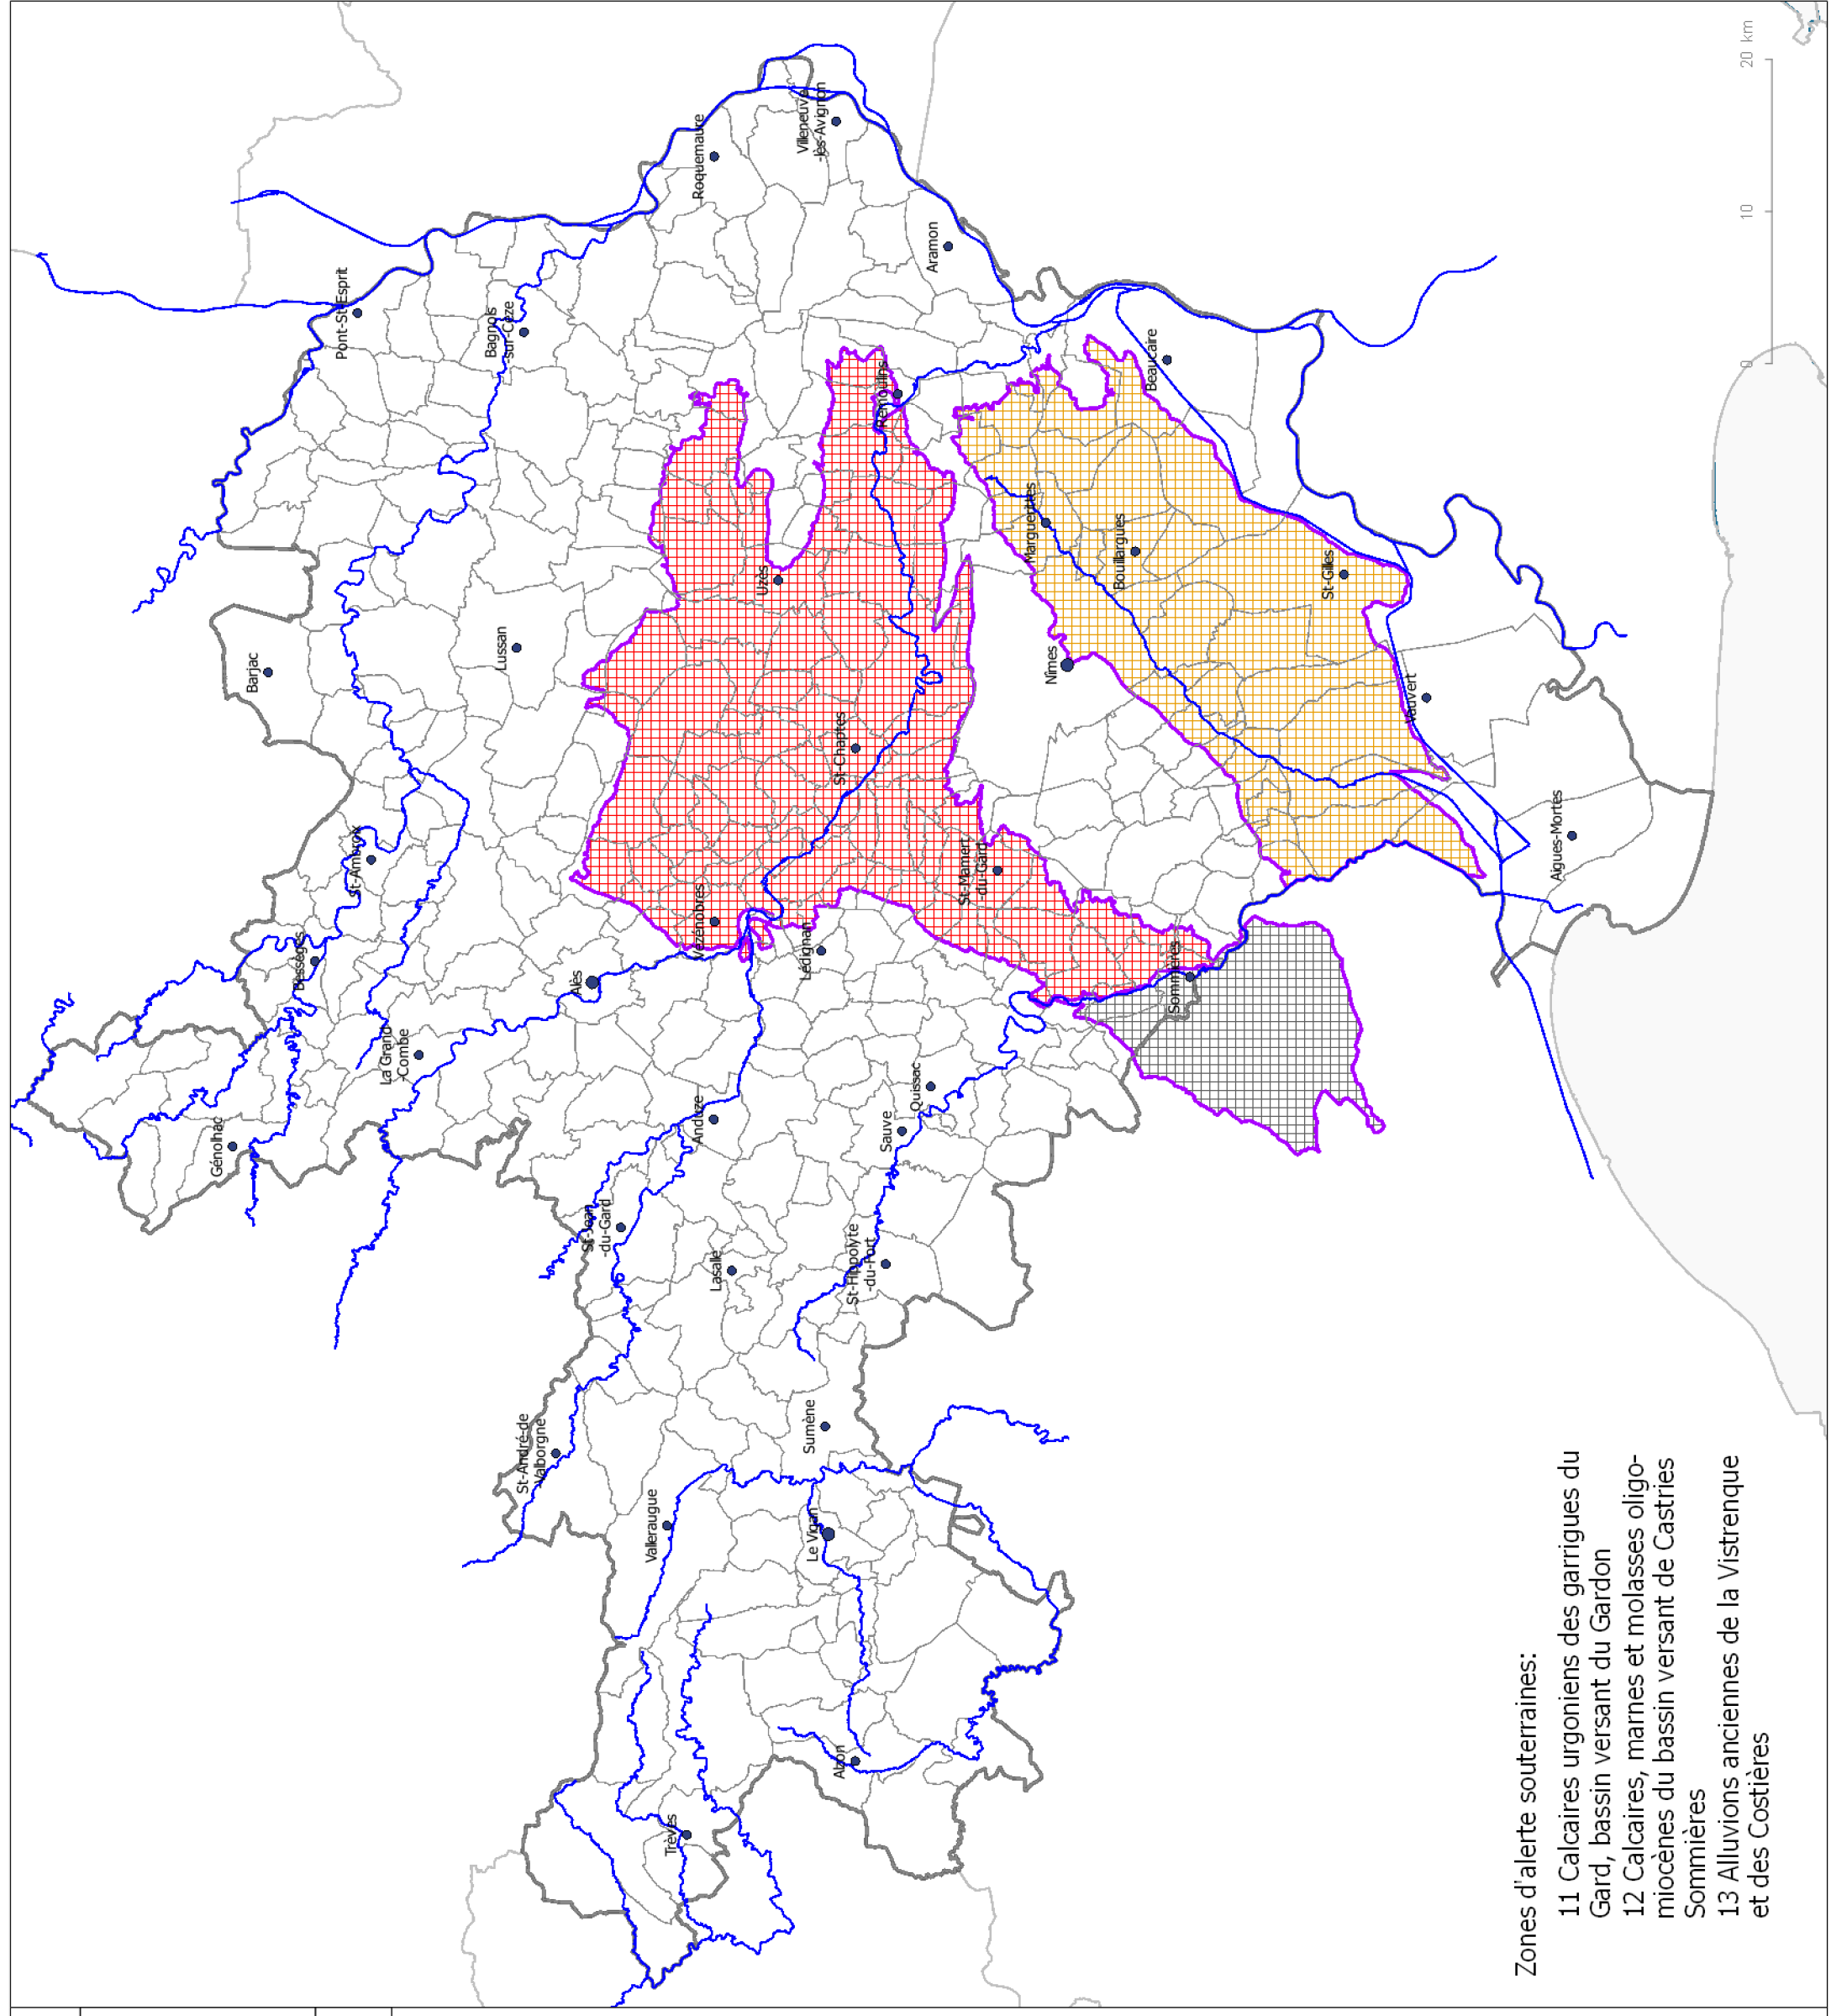 Génolhac
Bessèges
St-Ambroix
Barjac
Pont-St-Esprit
La Grand
-Combe
Alès
Lussan
Bagnols
-sur-Cèze
St-André-de
Valborgne
St-Jean
-du-Gard
Trèves
Valleraugue
Lasalle
Anduze
Vézénobres
Uzès
Roquemaure
Alzon
Le Vigan
Sumène
St-Hippolyte
-du-Fort
Sauve
Quissac
Lédignan
St-Chaptes
Remoulins
Villeneuve
-lès-Avignon
Aramon
St-Mamert
-du-Gard
Nîmes
Marguerittes
Bouillargues
Beaucaire
Sommières
St-Gilles
Vauvert
Aigues-Mortes
Zones d'alerte souterraines:
11 Calcaires urgoniens des garrigues du
Gard, bassin versant du Gardon
12 Calcaires, marnes et molasses oligo-
miocènes du bassin versant de Castries
Sommières
13 Alluvions anciennes de la Vistrenque
et des Costières
0 10 20 km